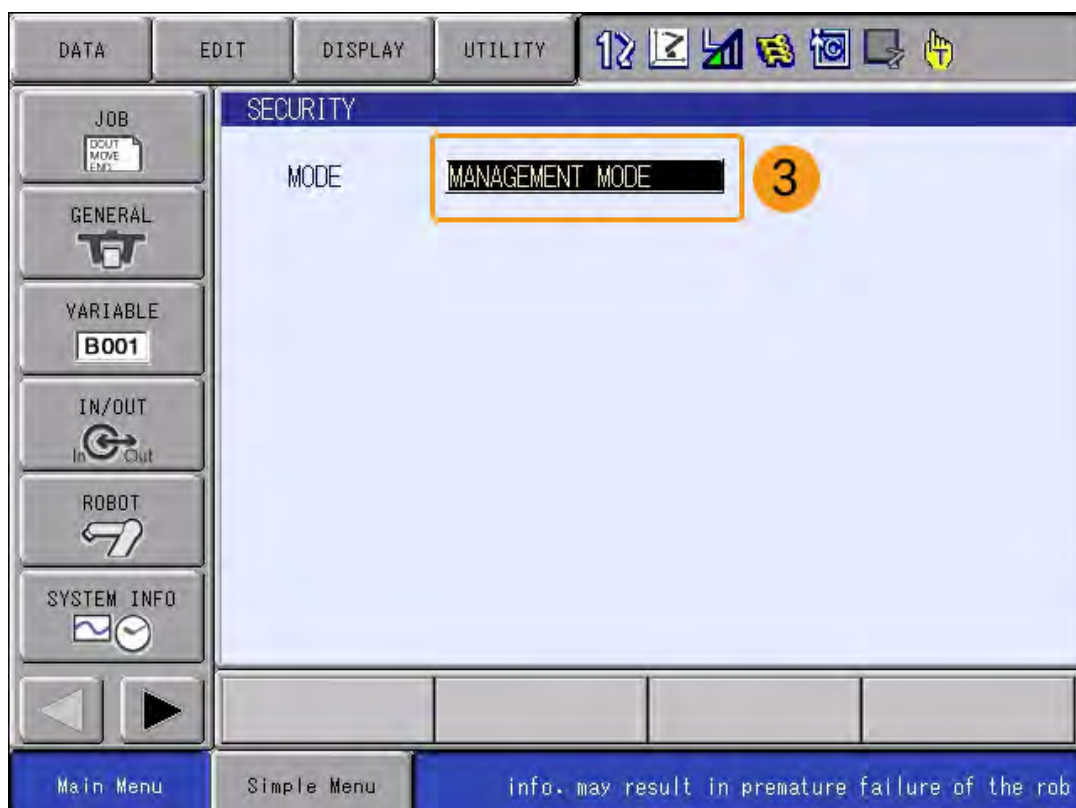 DATA
EDIT
DISPLAY
UTILITY
JOB
DOUT
MOVE
END
GENERAL
VARIABLE
B001
IN/OUT
In Out
ROBOT
SYSTEM INFO
SECURITY
MODE MANAGEMENT MODE 3
Main Menu
Simple Menu
info. may result in premature failure of the rob